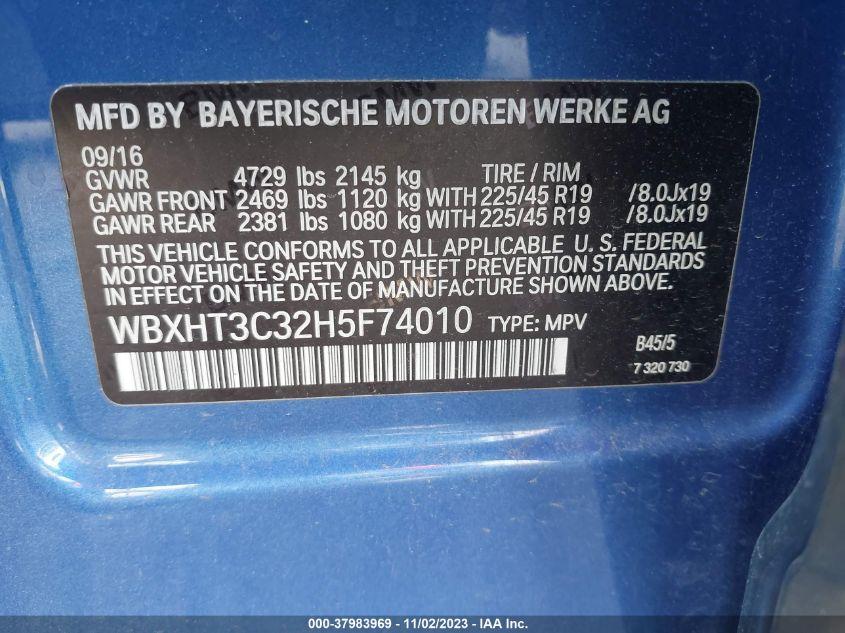 MFD BY BAYERISCHE MOTOREN WERKE AG
09/16
GVWR 4729 lbs 2145 kg TIRE / RIM
GAWR FRONT 2469 lbs 1120 kg WITH 225/45 R19 /8.0Jx19
GAWR REAR 2381 lbs 1080 kg WITH 225/45 R19 /8.0Jx19
THIS VEHICLE CONFORMS TO ALL APPLICABLE U. S. FEDERAL
MOTOR VEHICLE SAFETY AND THEFT PREVENTION STANDARDS
IN EFFECT ON THE DATE OF MANUFACTURE SHOWN ABOVE.
WBXHT3C32H5F74010 TYPE: MPV
B45/5
7 320 730
000-37983969 - 11/02/2023 - IAA Inc.